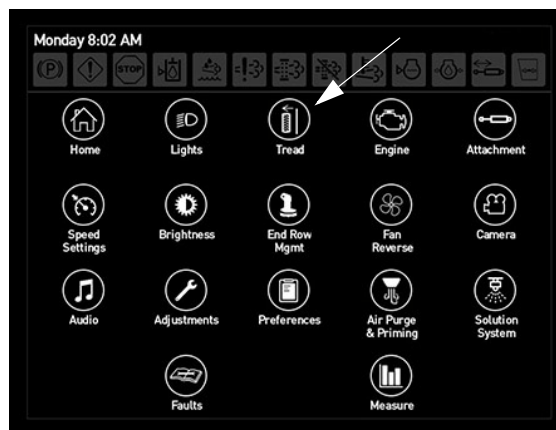 Monday 8:02 AM
P STOP
Home Lights Tread Engine Attachment
Speed Settings Brightness End Row Mgmt Fan Reverse Camera
Audio Adjustments Preferences Air Purge & Priming Solution System
Faults Measure